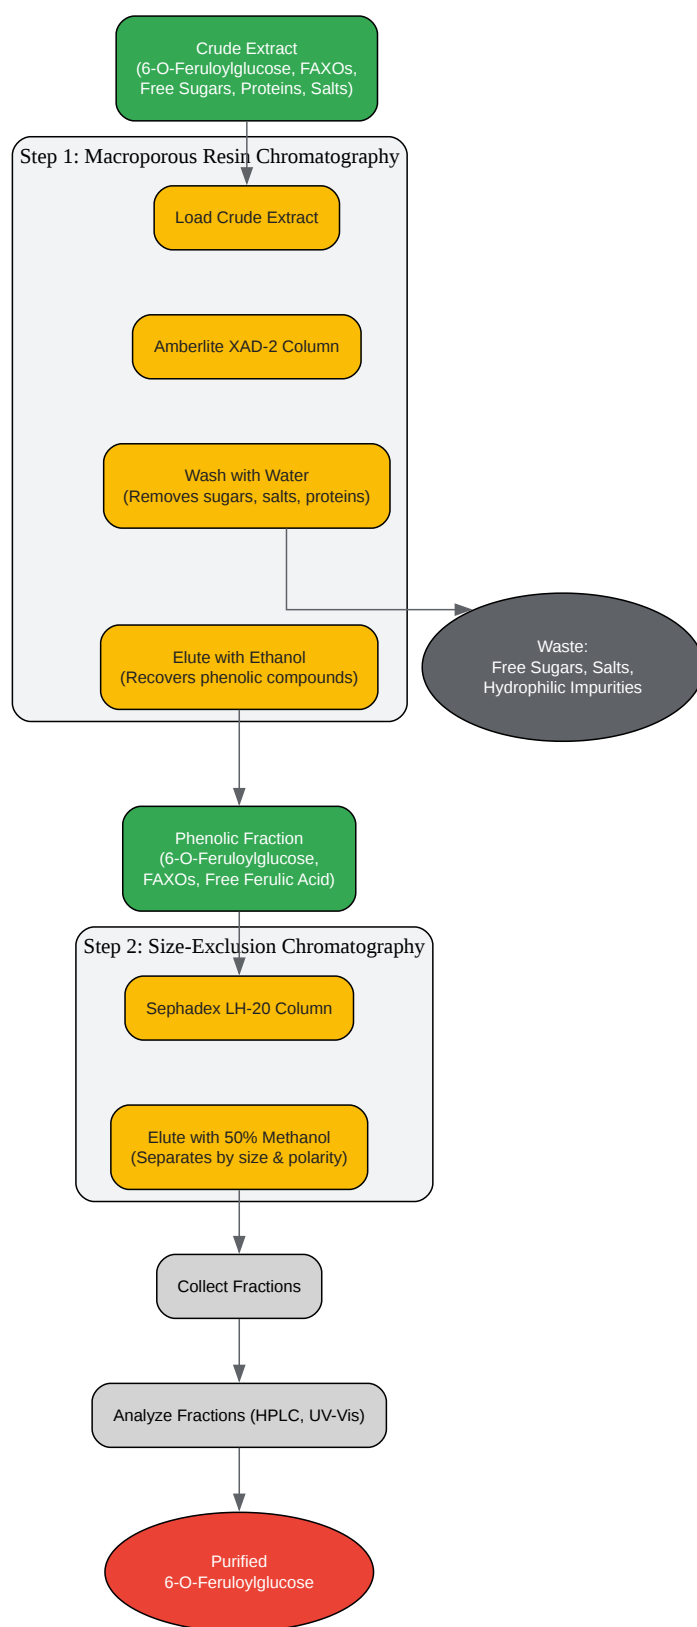 Crude Extract
(6-O-Feruloylglucose, FAXOs,
Free Sugars, Proteins, Salts)
Step 1: Macroporous Resin Chromatography
Load Crude Extract
Amberlite XAD-2 Column
Wash with Water
(Removes sugars, salts, proteins)
Waste:
Free Sugars, Salts,
Hydrophilic Impurities
Elute with Ethanol
(Recovers phenolic compounds)
Phenolic Fraction
(6-O-Feruloylglucose,
FAXOs, Free Ferulic Acid)
Step 2: Size-Exclusion Chromatography
Sephadex LH-20 Column
Elute with 50% Methanol
(Separates by size & polarity)
Collect Fractions
Analyze Fractions (HPLC, UV-Vis)
Purified
6-O-Feruloylglucose